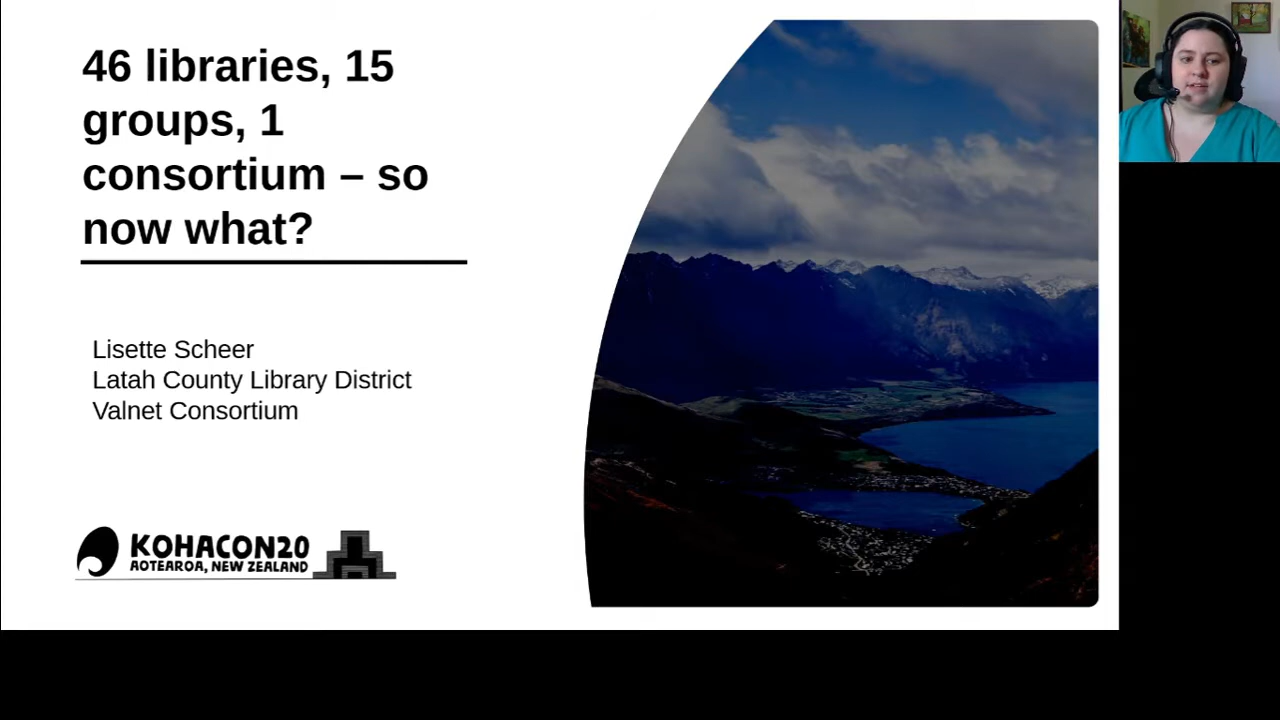 46 libraries, 15
groups, 1
consortium – so
now what?
Lisette Scheer
Latah County Library District
Valnet Consortium
KOHACON20
AOTEAROA, NEW ZEALAND